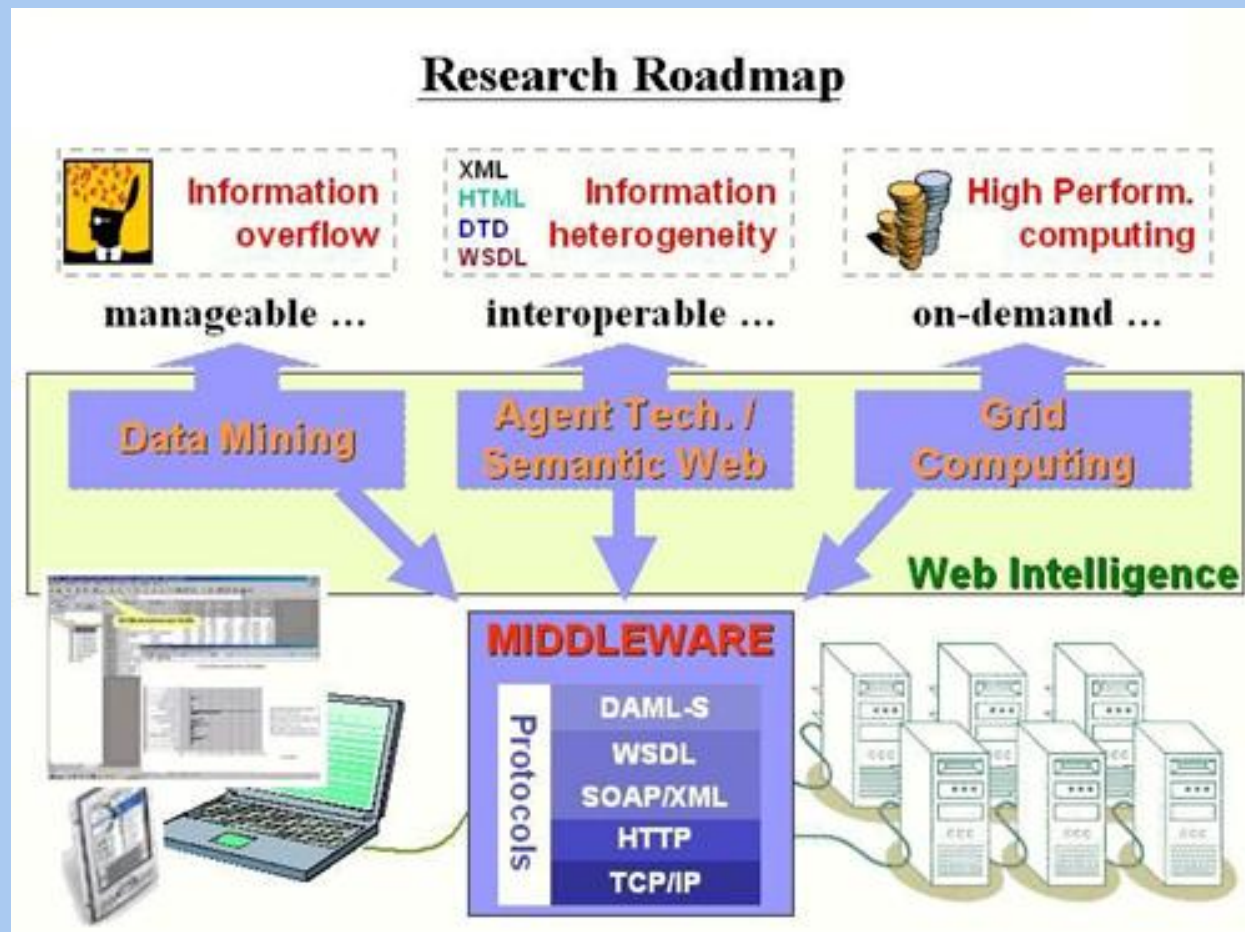 Research Roadmap
Information
overflow
XML
HTML
DTD
WSDL
Information
heterogeneity
High Perform.
computing
manageable …
interoperable …
on-demand …
Data Mining
Agent Tech. /
Semantic Web
Grid
Computing
Web Intelligence
MIDDLEWARE
Protocols
DAML-S
WSDL
SOAP/XML
HTTP
TCP/IP